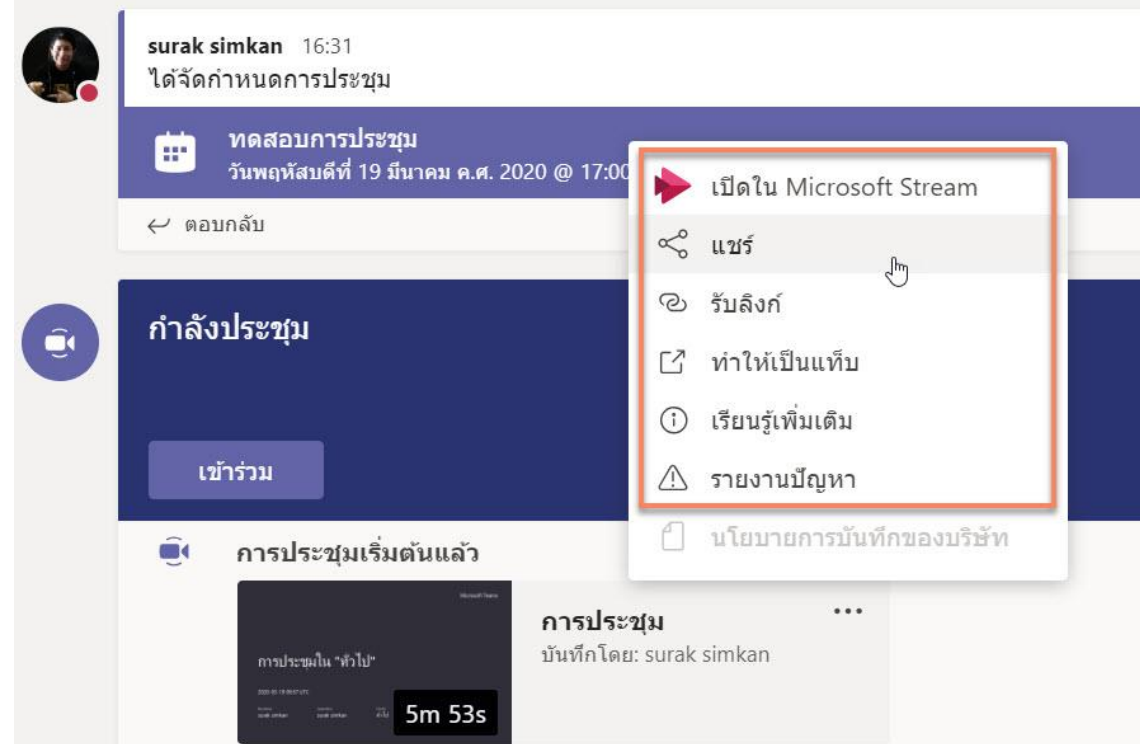 surak simkan 16:31
ได้จัดกำหนดการประชุม
ทดสอบการประชุม
วันพฤหัสบดีที่ 19 มีนาคม ค.ศ. 2020 @ 17:00
ตอบกลับ
เปิดใน Microsoft Stream
แชร์
รับลิงก์
ทำให้เป็นแท็บ
เรียนรู้เพิ่มเติม
รายงานปัญหา
นโยบายการบันทึกของบริษัท
กำลังประชุม
เข้าร่วม
การประชุมเริ่มต้นแล้ว
Microsoft Teams
การประชุมใน "ทั่วไป"
surak simkan surak simkan ทั่วไป
5m 53s
การประชุม
บันทึกโดย: surak simkan